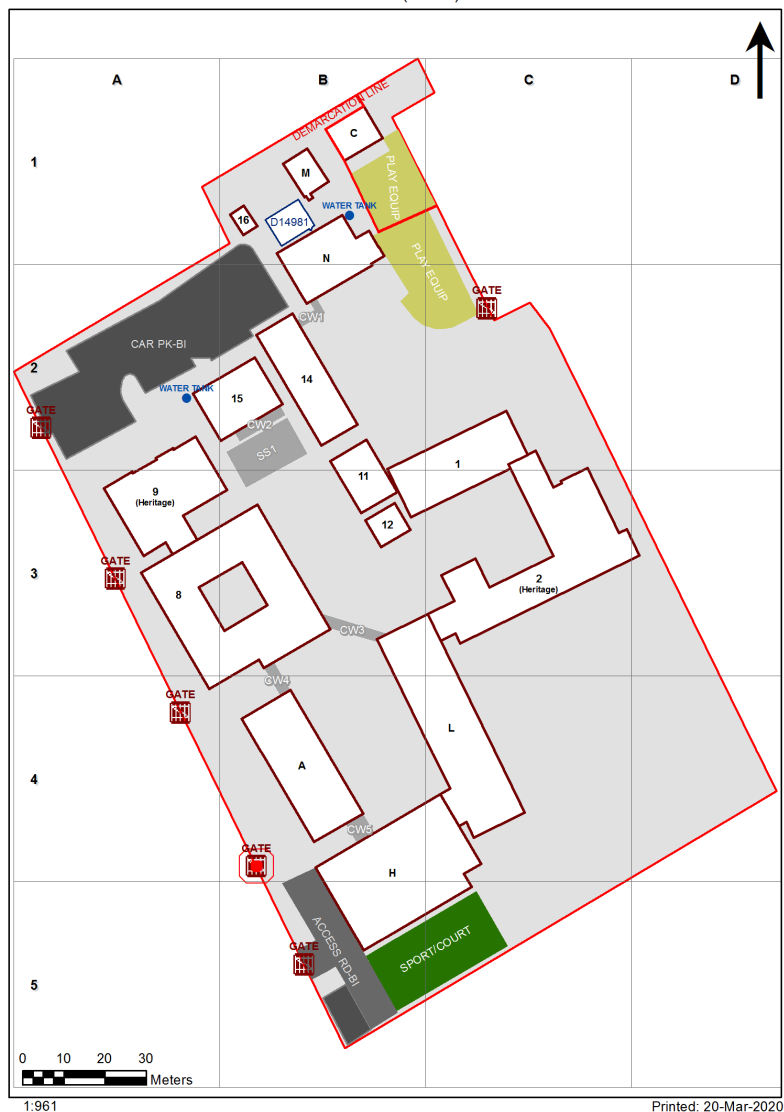 A
B
C
D
DEMARCATION LINE
C
1
PLAY EQUIP
M
WATER TANK
16
D14981
N
PLAY EQUIP
GATE
CW1
CAR PK-BI
2
14
WATER TANK
15
GATE
CW2
SS1
1
11
9
(Heritage)
12
GATE
3
2
(Heritage)
8
CW3
CW4
GATE
L
A
4
CW5
GATE
H
ACCESS RD-BI
SPORT/COURT
GATE
5
0 10 20 30
Meters
1:961
Printed: 20-Mar-2020